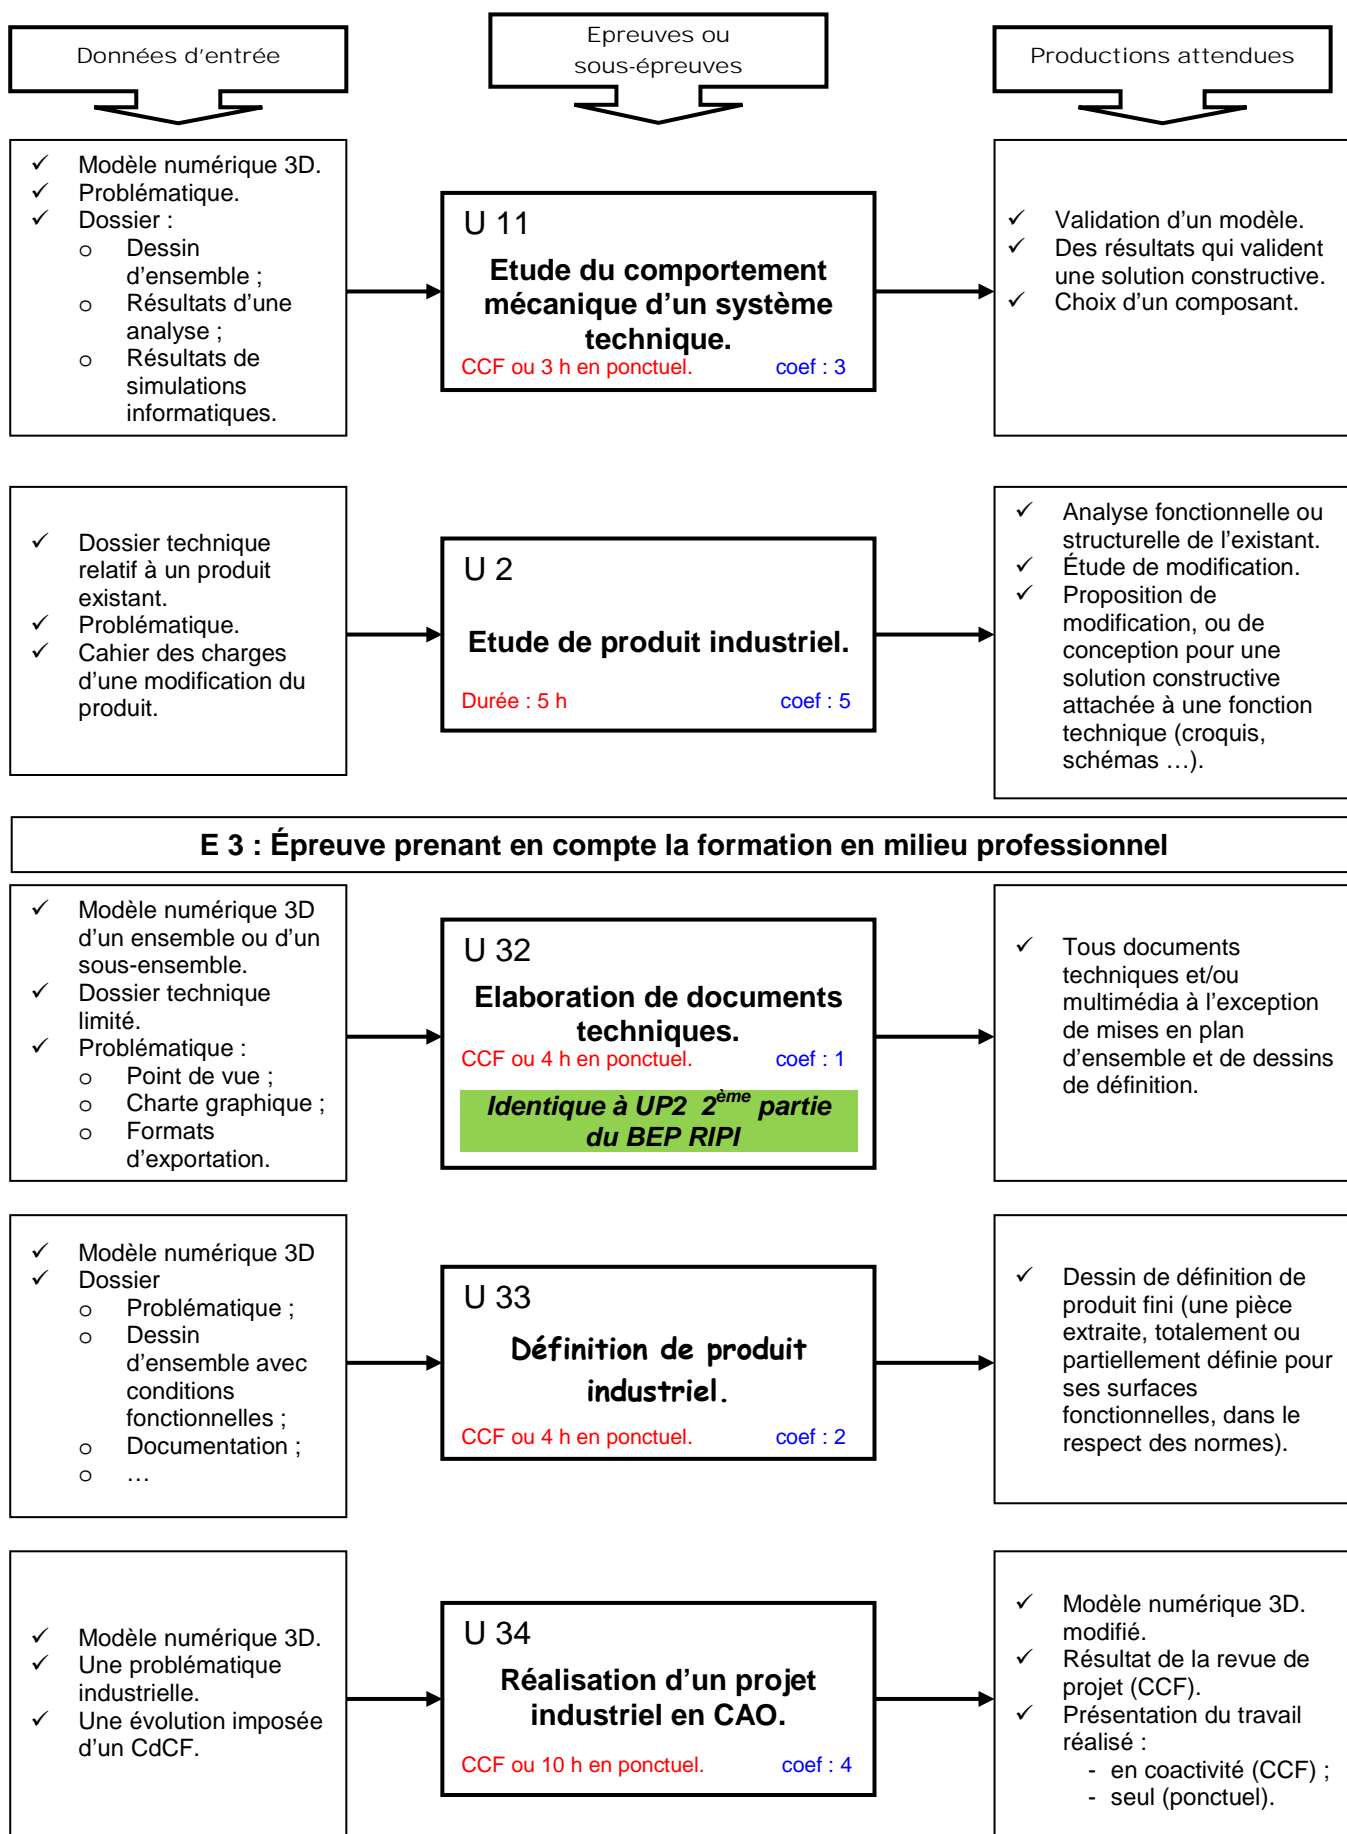 Données d'entrée
Epreuves ou
sous-épreuves
Productions attendues
✓ Modèle numérique 3D.
✓ Problématique.
✓ Dossier :
o Dessin
d'ensemble ;
o Résultats d'une
analyse ;
o Résultats de
simulations
informatiques.
U 11
Etude du comportement
mécanique d'un système
technique.
CCF ou 3 h en ponctuel. coef : 3
✓ Validation d'un modèle.
✓ Des résultats qui valident
une solution constructive.
✓ Choix d'un composant.
✓ Dossier technique
relatif à un produit
existant.
✓ Problématique.
✓ Cahier des charges
d'une modification du
produit.
U 2
Etude de produit industriel.
Durée : 5 h coef : 5
✓ Analyse fonctionnelle ou
structurelle de l'existant.
✓ Étude de modification.
✓ Proposition de
modification, ou de
conception pour une
solution constructive
attachée à une fonction
technique (croquis,
schémas …).
E 3 : Épreuve prenant en compte la formation en milieu professionnel
✓ Modèle numérique 3D
d'un ensemble ou d'un
sous-ensemble.
✓ Dossier technique
limité.
✓ Problématique :
o Point de vue ;
o Charte graphique ;
o Formats
d'exportation.
U 32
Elaboration de documents
techniques.
CCF ou 4 h en ponctuel. coef : 1
Identique à UP2 2ème partie
du BEP RIPI
✓ Tous documents
techniques et/ou
multimédia à l'exception
de mises en plan
d'ensemble et de dessins
de définition.
✓ Modèle numérique 3D
✓ Dossier
o Problématique ;
o Dessin
d'ensemble avec
conditions
fonctionnelles ;
o Documentation ;
o …
U 33
Définition de produit
industriel.
CCF ou 4 h en ponctuel. coef : 2
✓ Dessin de définition de
produit fini (une pièce
extraite, totalement ou
partiellement définie pour
ses surfaces
fonctionnelles, dans le
respect des normes).
✓ Modèle numérique 3D.
✓ Une problématique
industrielle.
✓ Une évolution imposée
d'un CdCF.
U 34
Réalisation d'un projet
industriel en CAO.
CCF ou 10 h en ponctuel. coef : 4
✓ Modèle numérique 3D.
modifié.
✓ Résultat de la revue de
projet (CCF).
✓ Présentation du travail
réalisé :
- en coactivité (CCF) ;
- seul (ponctuel).